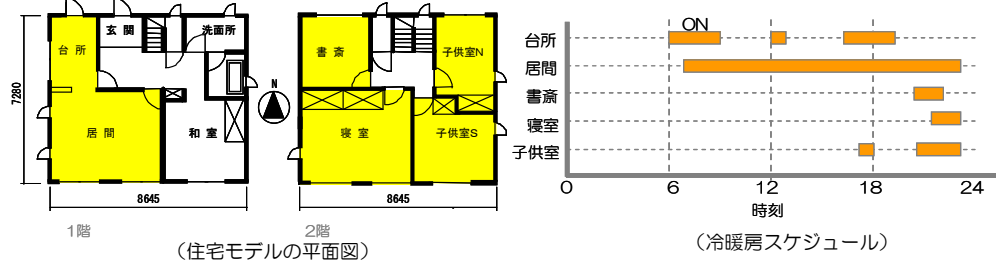 玄 関
洗面所
台 所
居 間
和 室
7280
8645
1階
N
書 斎
子供室N
寝 室
子供室S
8645
2階
(住宅モデルの平面図)
ON
台所
居間
書斎
寝室
子供室
0
6
12
18
24
時刻
(冷暖房スケジュール)